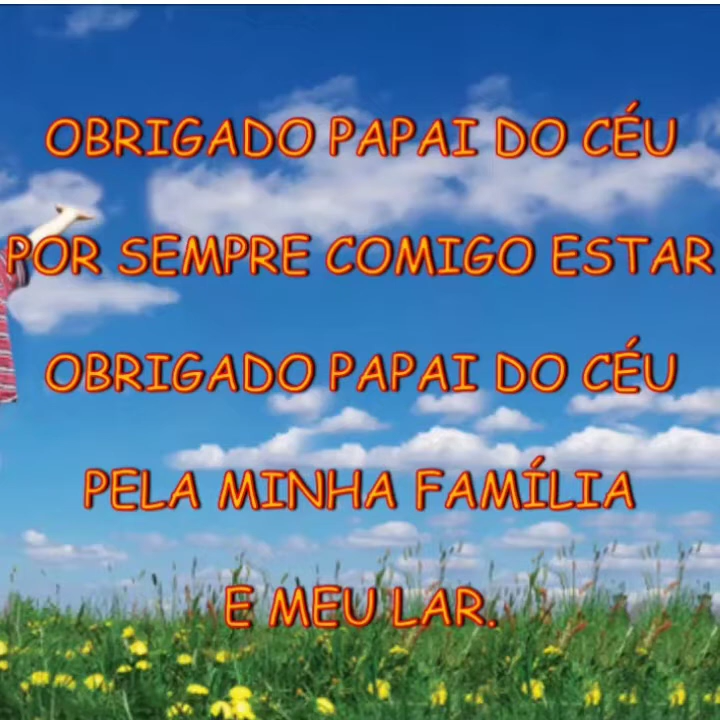 OBRIGADO PAPAI DO CÉU
POR SEMPRE COMIGO ESTAR
OBRIGADO PAPAI DO CÉU
PELA MINHA FAMÍLIA
E MEU LAR.